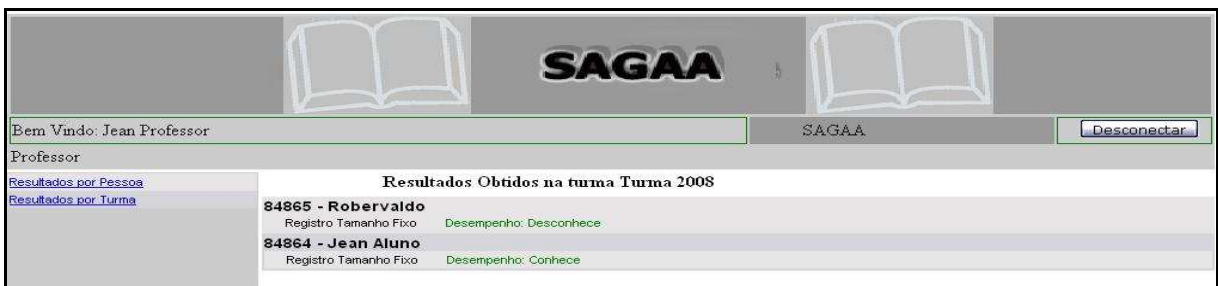 SAGAA
Bem Vindo: Jean Professor SAGAA Desconectar
Professor
Resultados por Pessoa
Resultados por Turma
Resultados Obtidos na turma Turma 2008
84865 - Robervaldo
Registro Tamanho Fixo Desempenho: Desconhece
84864 - Jean Aluno
Registro Tamanho Fixo Desempenho: Conhece